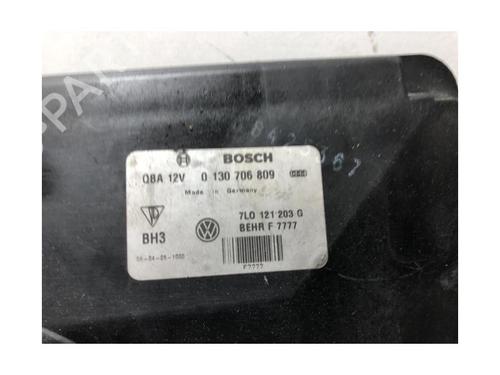 BOSCH
QBA 12V 0 130 706 809
Made in Germany
7L0 121 203 G
BH3
BEHR F 7777
F7777